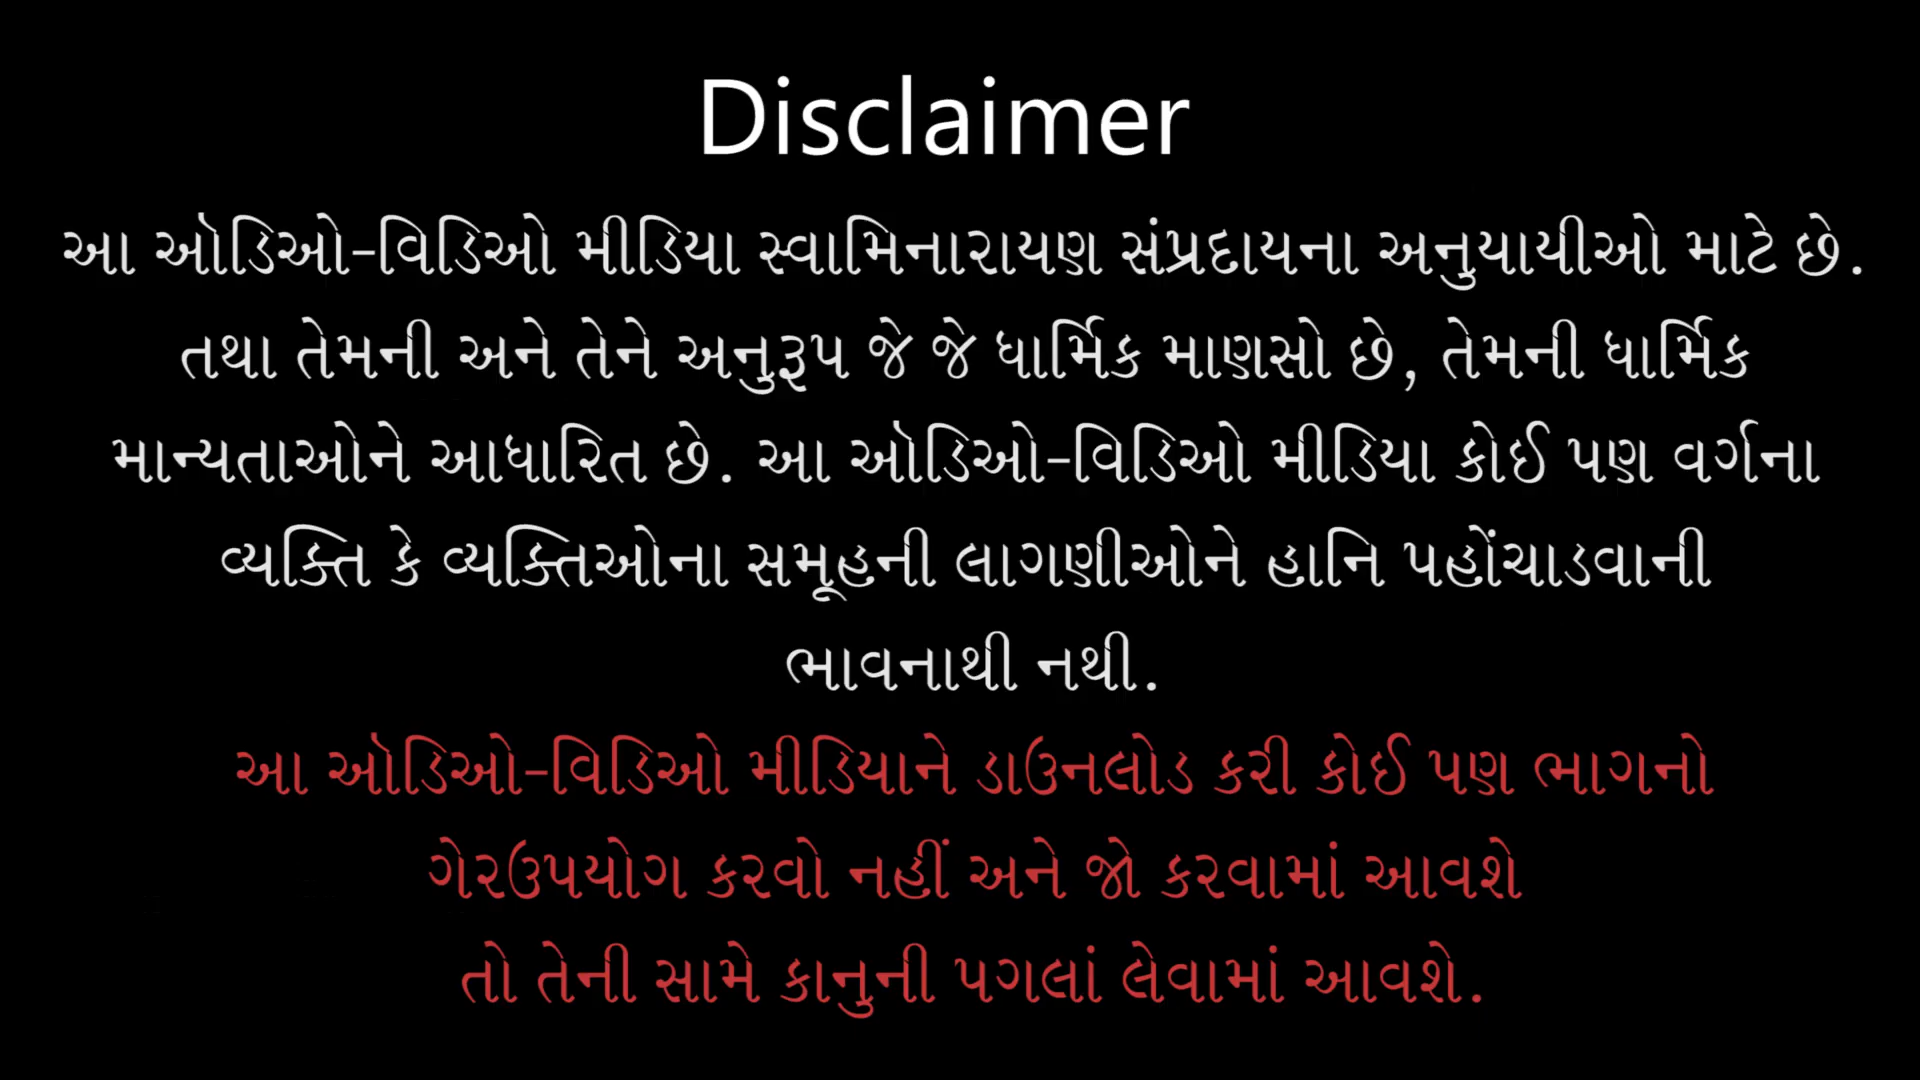 Disclaimer
આ ઑડિઓ-વિડિઓ મીડિયા સ્વામિનારાયણ સંપ્રદાયના અનુયાયીઓ માટે છે.
તથા તેમની અને તેને અનુરૂપ જે જે ધાર્મિક માણસો છે, તેમની ધાર્મિક
માન્યતાઓને આધારિત છે. આ ઑડિઓ-વિડિઓ મીડિયા કોઈ પણ વર્ગના
વ્યક્તિ કે વ્યક્તિઓના સમૂહની લાગણીઓને હાનિ પહોંચાડવાની
ભાવનાથી નથી.
આ ઑડિઓ-વિડિઓ મીડિયાને ડાઉનલોડ કરી કોઈ પણ ભાગનો
ગેરઉપયોગ કરવો નહીં અને જો કરવામાં આવશે
તો તેની સામે કાનુની પગલાં લેવામાં આવશે.